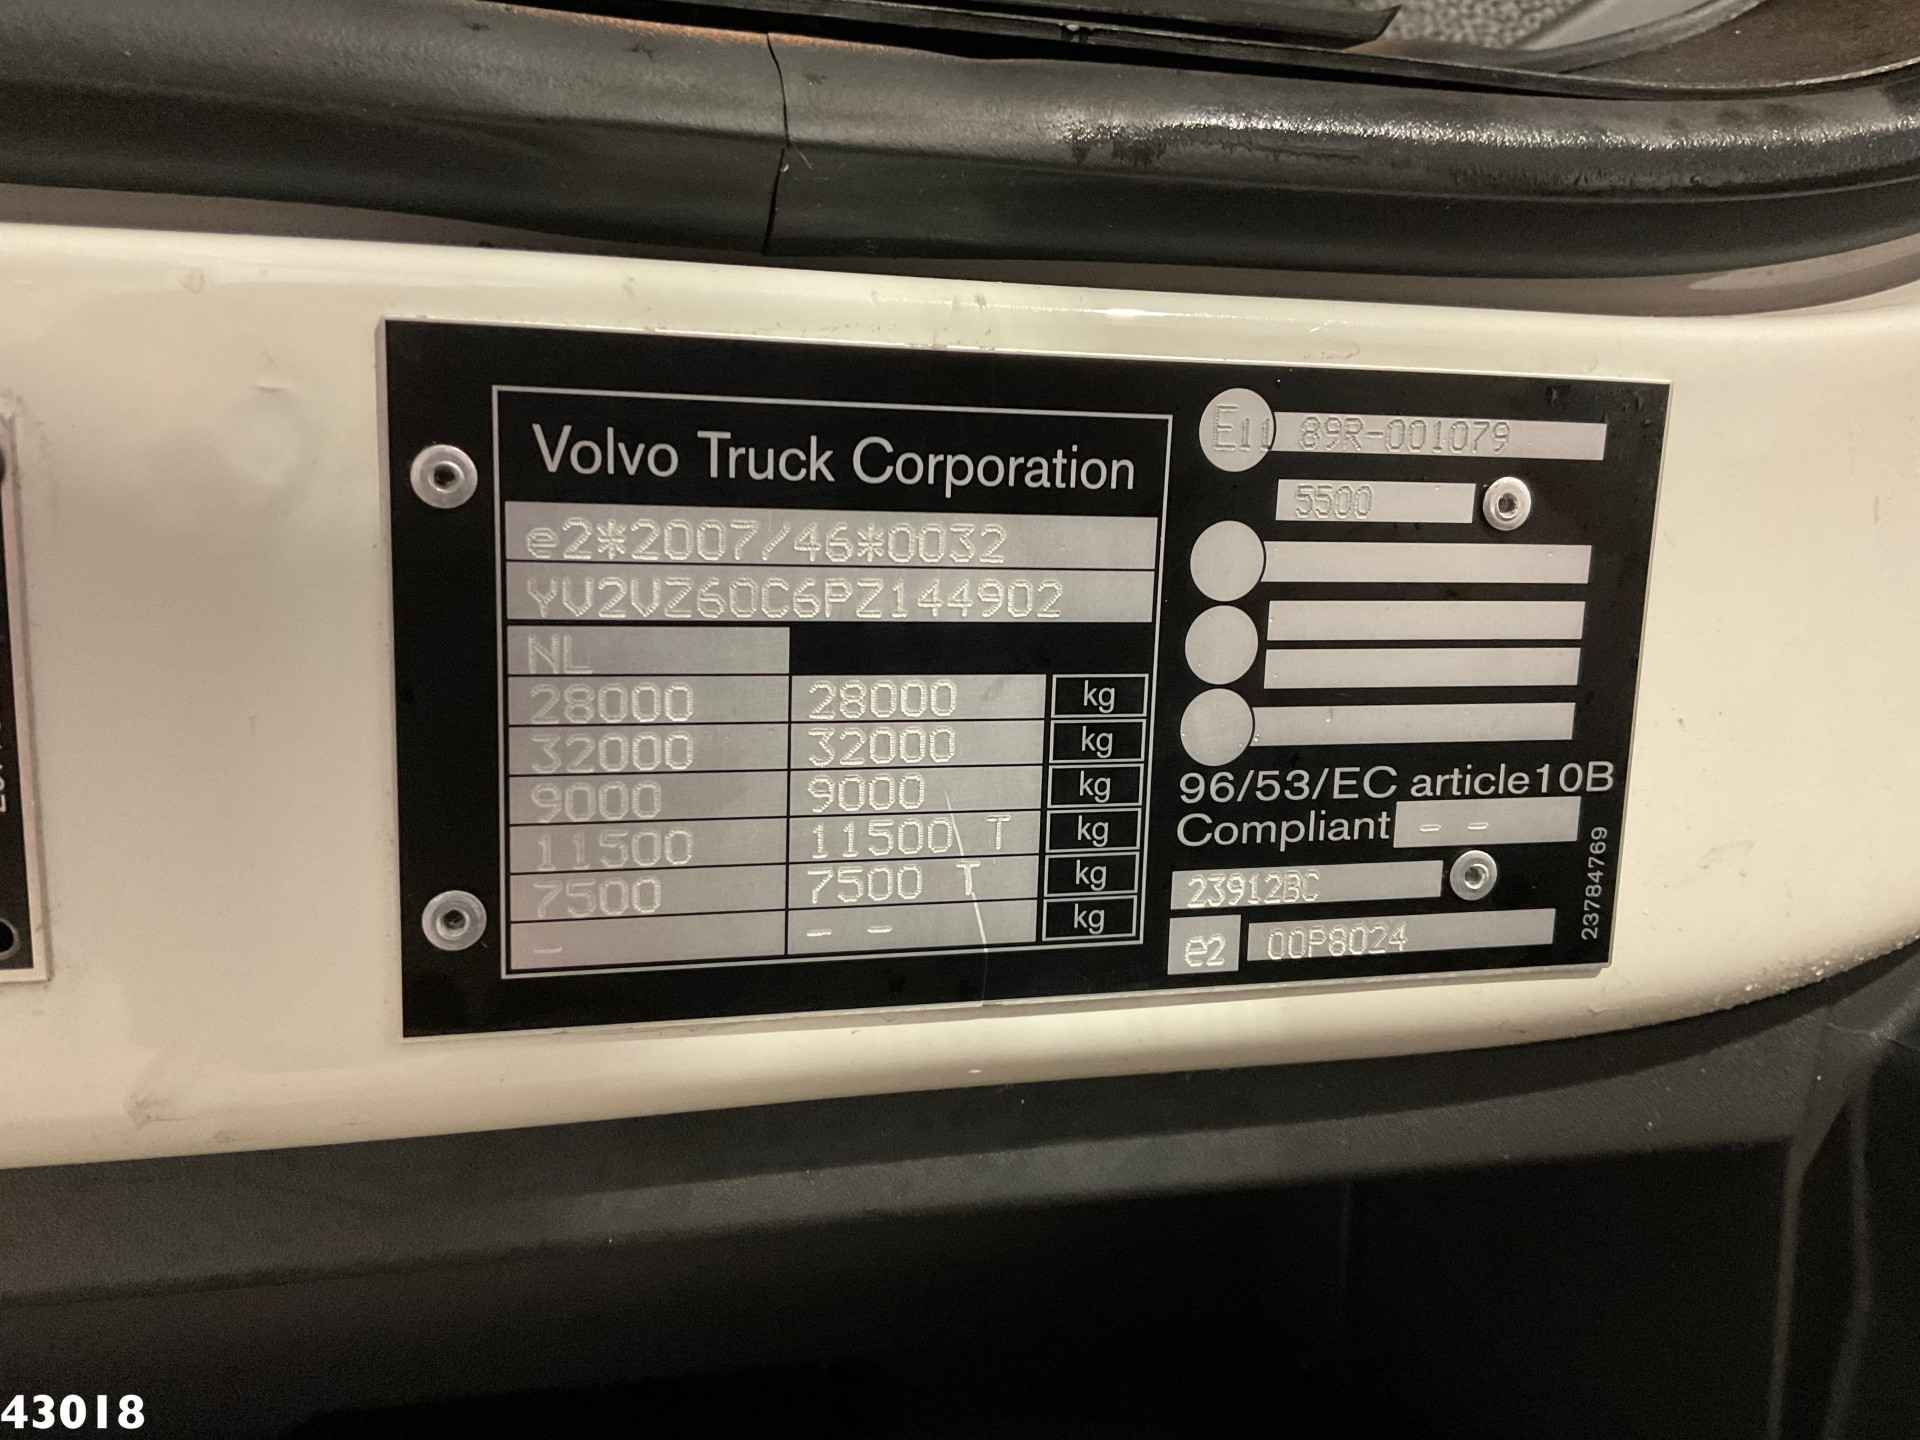 Volvo Truck Corporation
e2*2007/46*0032
YV2VZ60C6PZ144902
NL
28000 28000 kg
32000 32000 kg
9000 9000 kg
11500 11500 T kg
7500 7500 T kg
- - - kg
E11 89R-001079
5500
96/53/EC article10B
Compliant - -
23912BC
e2 00P8024
23784769
43018